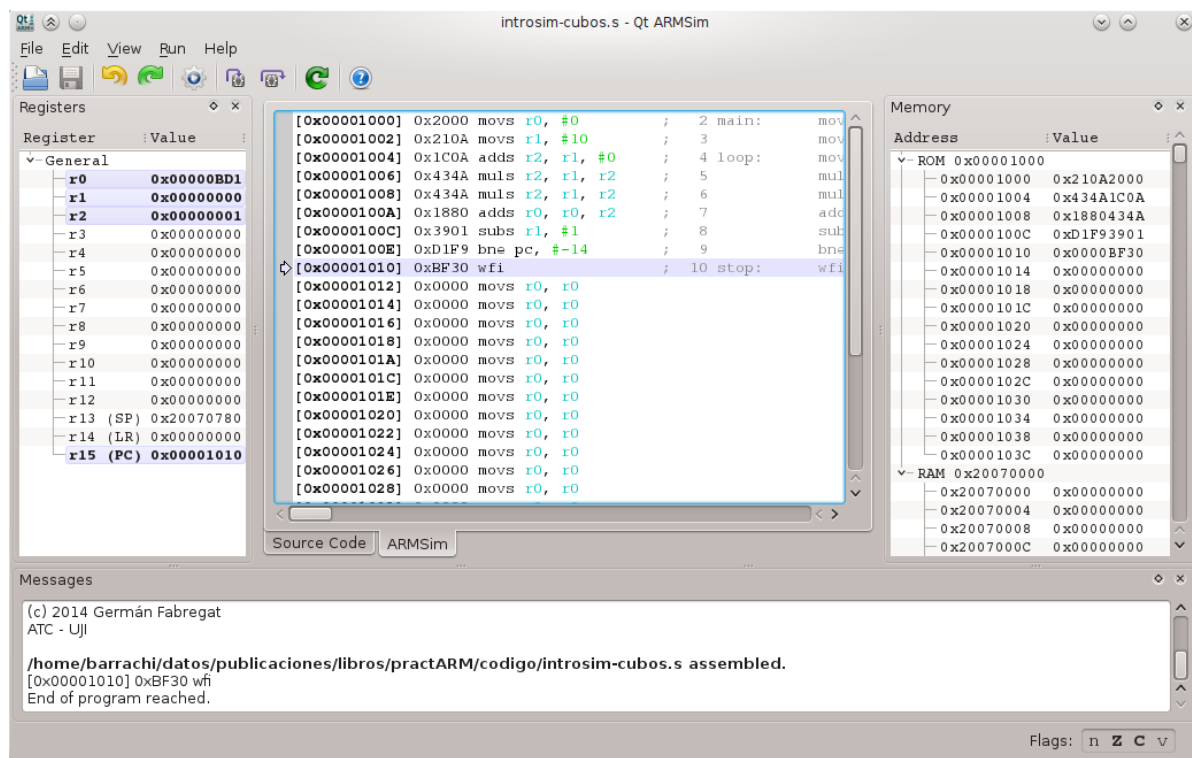 introsim-cubos.s - Qt ARMSim
File Edit View Run Help
Registers
Register Value
General
r0 0x00000BD1
r1 0x00000000
r2 0x00000001
r3 0x00000000
r4 0x00000000
r5 0x00000000
r6 0x00000000
r7 0x00000000
r8 0x00000000
r9 0x00000000
r10 0x00000000
r11 0x00000000
r12 0x00000000
r13 (SP) 0x20070780
r14 (LR) 0x00000000
r15 (PC) 0x00001010
[0x00001000] 0x2000 movs r0, #0 ; 2 main: mov
[0x00001002] 0x210A movs r1, #10 ; 3 mov
[0x00001004] 0x1C0A adds r2, r1, #0 ; 4 loop: mov
[0x00001006] 0x434A muls r2, r1, r2 ; 5 mul
[0x00001008] 0x434A muls r2, r1, r2 ; 6 mul
[0x0000100A] 0x1880 adds r0, r0, r2 ; 7 add
[0x0000100C] 0x3901 subs r1, #1 ; 8 sub
[0x0000100E] 0xD1F9 bne pc, #-14 ; 9 bne
[0x00001010] 0xBF30 wfi ; 10 stop: wfi
[0x00001012] 0x0000 movs r0, r0
[0x00001014] 0x0000 movs r0, r0
[0x00001016] 0x0000 movs r0, r0
[0x00001018] 0x0000 movs r0, r0
[0x0000101A] 0x0000 movs r0, r0
[0x0000101C] 0x0000 movs r0, r0
[0x0000101E] 0x0000 movs r0, r0
[0x00001020] 0x0000 movs r0, r0
[0x00001022] 0x0000 movs r0, r0
[0x00001024] 0x0000 movs r0, r0
[0x00001026] 0x0000 movs r0, r0
[0x00001028] 0x0000 movs r0, r0
Source Code ARMSim
Memory
Address Value
ROM 0x00001000
0x00001000 0x210A2000
0x00001004 0x434A1C0A
0x00001008 0x1880434A
0x0000100C 0xD1F93901
0x00001010 0x0000BF30
0x00001014 0x00000000
0x00001018 0x00000000
0x0000101C 0x00000000
0x00001020 0x00000000
0x00001024 0x00000000
0x00001028 0x00000000
0x0000102C 0x00000000
0x00001030 0x00000000
0x00001034 0x00000000
0x00001038 0x00000000
0x0000103C 0x00000000
RAM 0x20070000
0x20070000 0x00000000
0x20070004 0x00000000
0x20070008 0x00000000
0x2007000C 0x00000000
Messages
(c) 2014 Germán Fabregat
ATC - UJI
/home/barrachi/datos/publicaciones/libros/practARM/codigo/introsim-cubos.s assembled.
[0x00001010] 0xBF30 wfi
End of program reached.
Flags: n Z C v